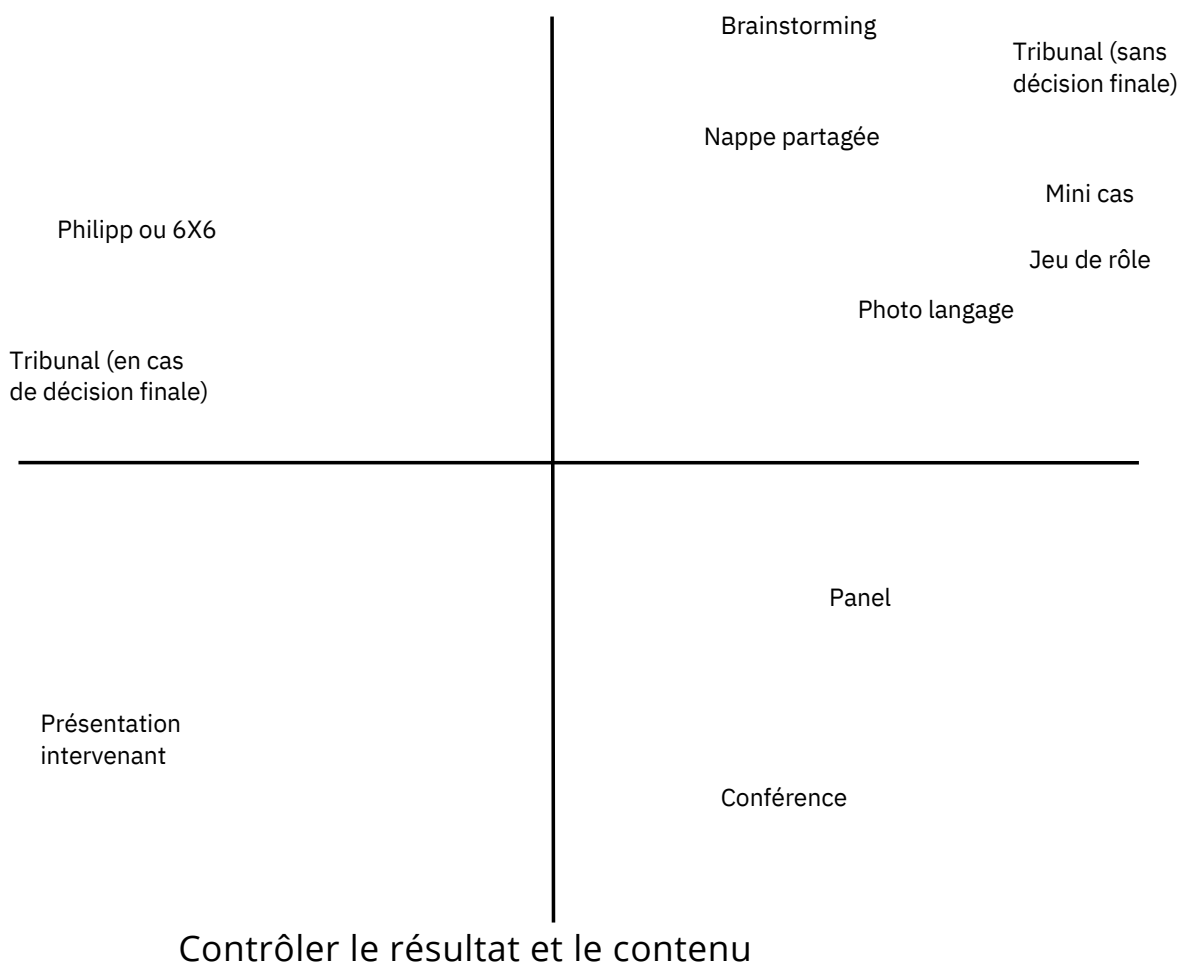 Brainstorming
Tribunal (sans
décision finale)
Nappe partagée
Mini cas
Philipp ou 6X6
Jeu de rôle
Photo langage
Tribunal (en cas
de décision finale)
Panel
Présentation
intervenant
Conférence
Contrôler le résultat et le contenu